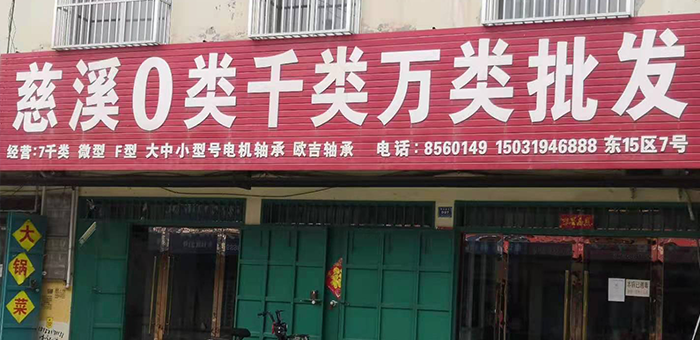 慈溪0类千类万类批发
经营:7千类 微型 F型 大中小型号电机轴承 欧吉轴承 电话:8560149 15031946888 东15区7号
大锅菜